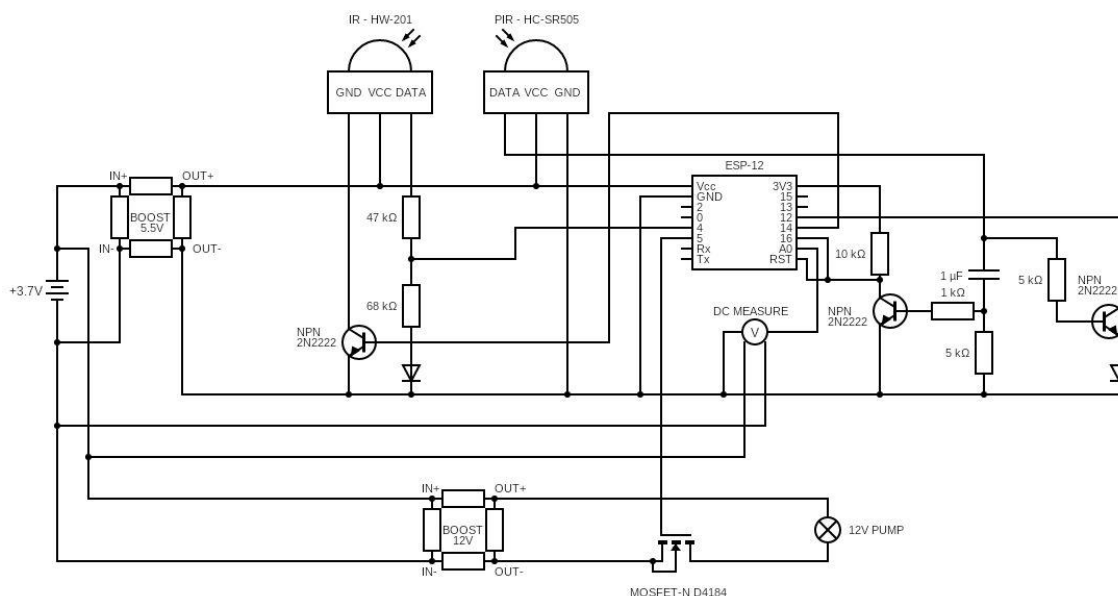 IR - HW-201
PIR - HC-SR505
GND VCC DATA
DATA VCC GND
ESP-12
IN+
OUT+
BOOST
5.5V
IN-
OUT-
Vcc
GND
2
0
4
5
Rx
Tx
3V3
15
13
12
14
16
A0
RST
47 kΩ
10 kΩ
+3.7V
68 kΩ
1 µF
1 kΩ
5 kΩ
NPN
2N2222
NPN
2N2222
DC MEASURE
V
NPN
2N2222
5 kΩ
IN+
OUT+
BOOST
12V
IN-
OUT-
12V PUMP
MOSFET-N D4184